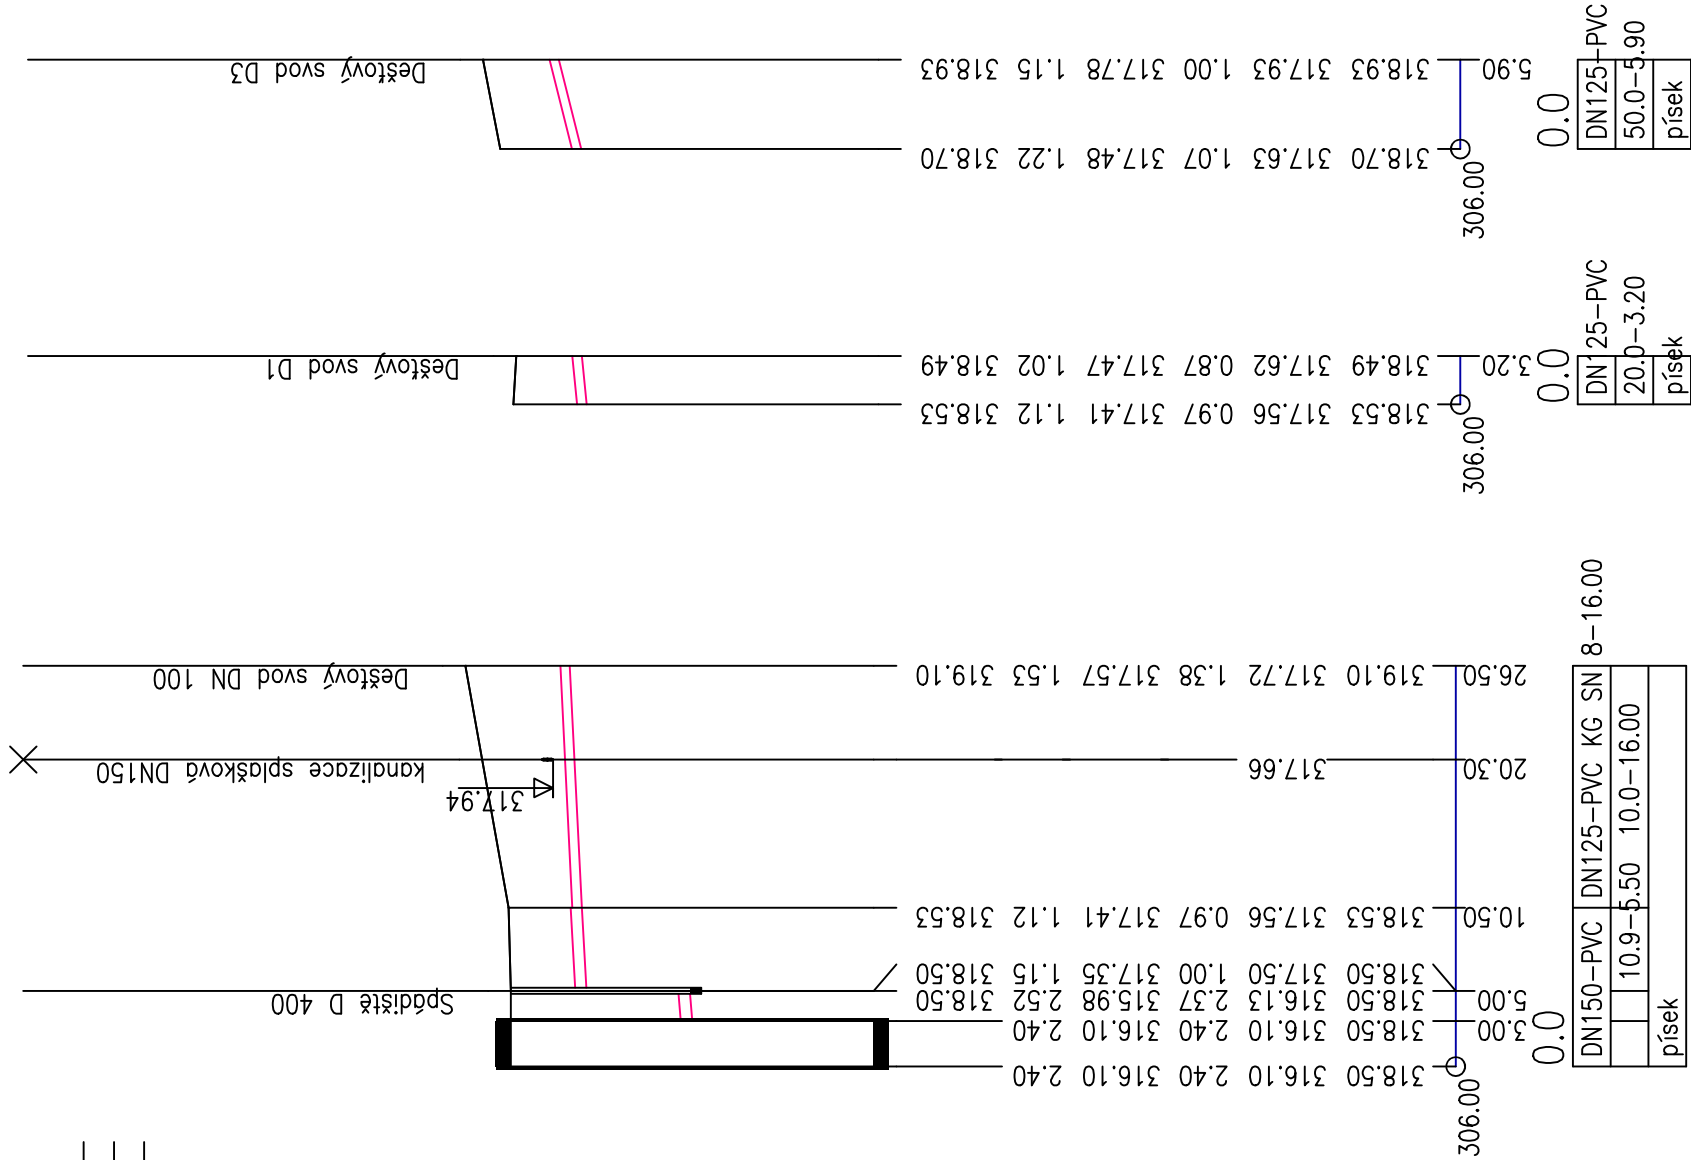 Dešťový svod D3
318.93 317.93 1.00 317.78 1.15 318.93
5.90
318.70 317.63 1.07 317.48 1.22 318.70
306.00
0.0
DN125-PVC
50.0-5.90
písek
Dešťový svod D1
318.49 317.62 0.87 317.47 1.02 318.49
3.20
318.53 317.56 0.97 317.41 1.12 318.53
306.00
0.0
DN125-PVC
20.0-3.20
písek
Dešťový svod DN 100
319.10 317.72 1.38 317.57 1.53 319.10
26.50
kanalizace splašková DN150
317.94
317.66
20.30
318.53 317.56 0.97 317.41 1.12 318.53
10.50
318.50 317.50 1.00 317.35 1.15 318.50
Spádiště D 400
318.50 316.13 2.37 315.98 2.52 318.50
5.00
318.50 316.10 2.40 316.10 2.40
3.00
318.50 316.10 2.40 316.10 2.40
306.00
0.0
DN150-PVC DN125-PVC KG SN 8-16.00
10.9-5.50 10.0-16.00
písek